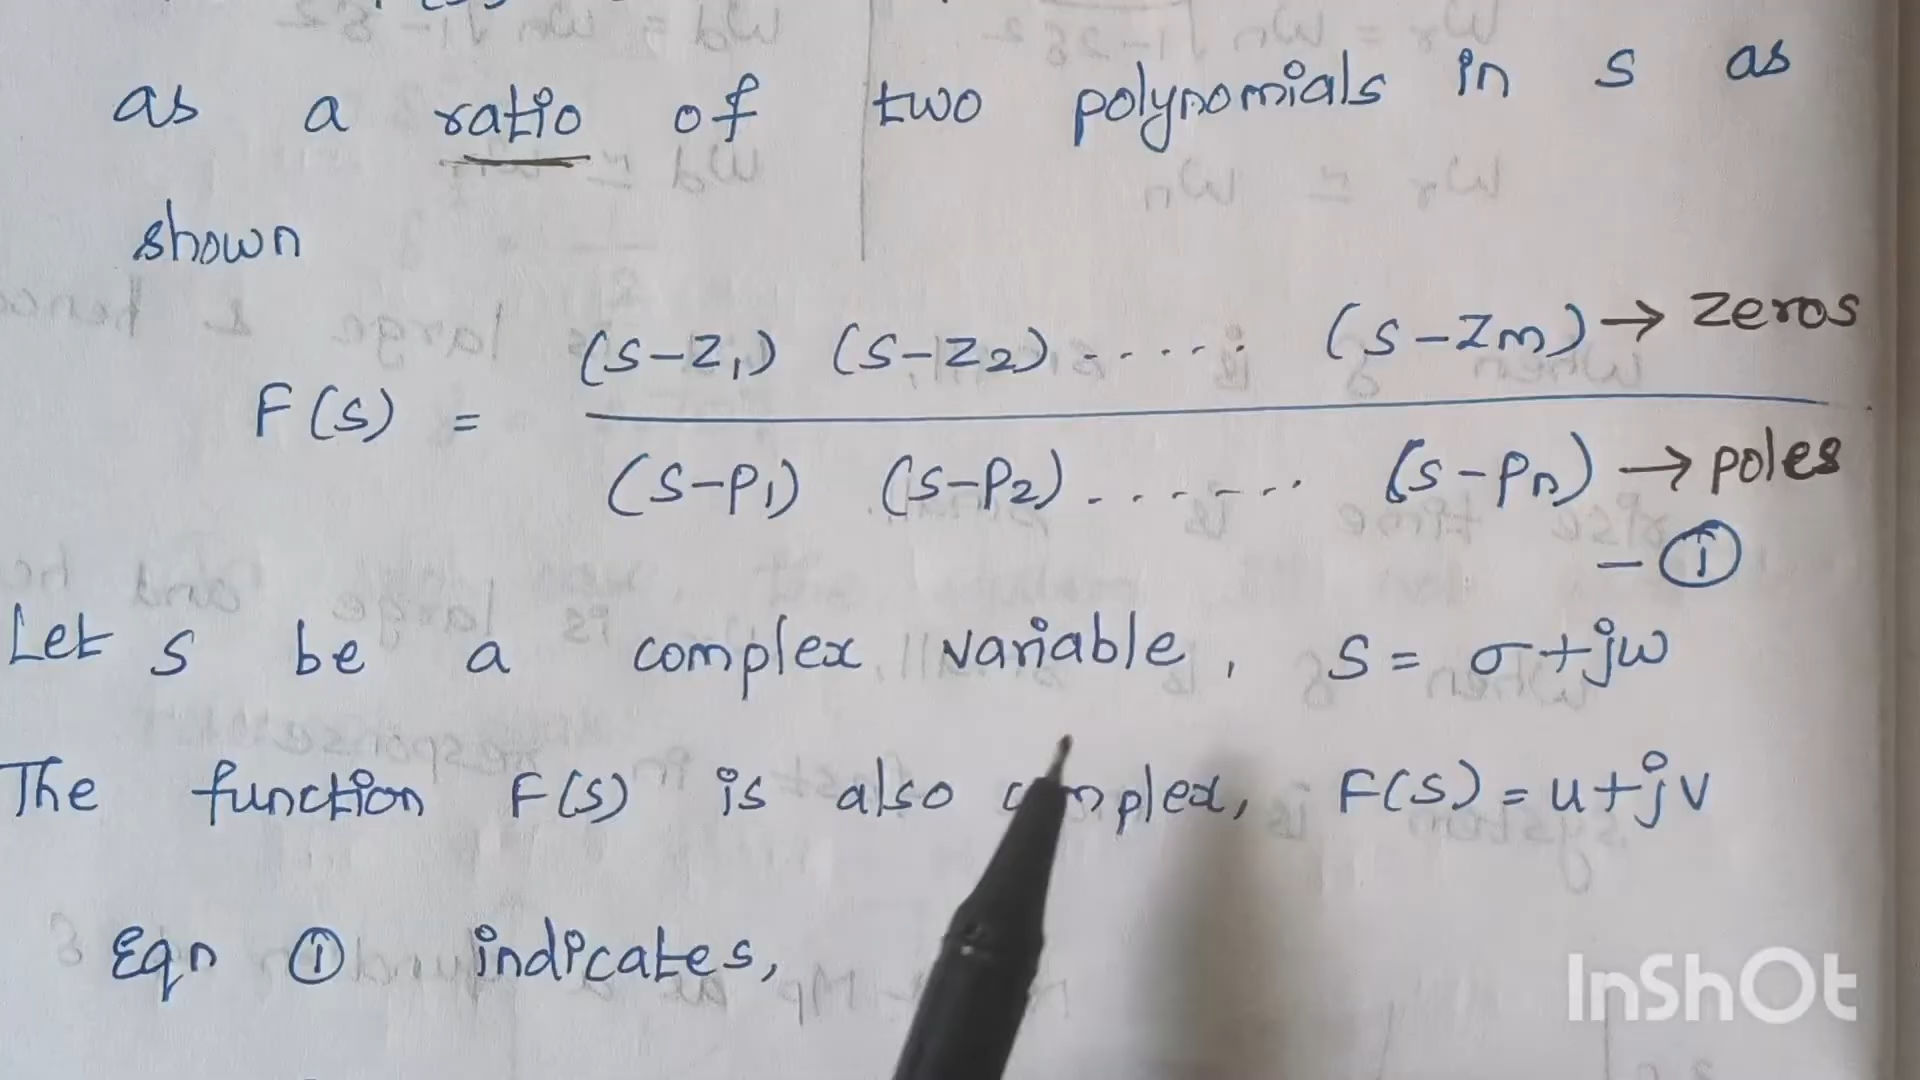 as a ratio of two polynomials in s as
shown
(s-z₁) (s-z₂)...... (s-zm) → zeros
F(s) =
(s-p₁) (s-p₂)....... (s-pn) → poles
- ①
Let s be a complex variable, s = σ+jω
The function F(s) is also complex, F(s) = u+jv
Eqn ① indicates,
InShOt